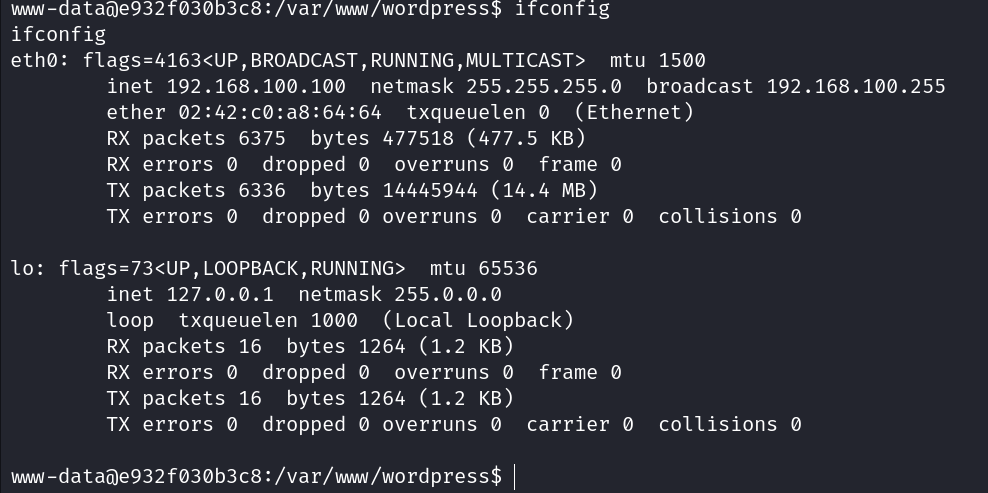 www-data@e932f030b3c8:/var/www/wordpress$ ifconfig
ifconfig
eth0: flags=4163<UP,BROADCAST,RUNNING,MULTICAST>  mtu 1500
        inet 192.168.100.100  netmask 255.255.255.0  broadcast 192.168.100.255
        ether 02:42:c0:a8:64:64  txqueuelen 0  (Ethernet)
        RX packets 6375  bytes 477518 (477.5 KB)
        RX errors 0  dropped 0  overruns 0  frame 0
        TX packets 6336  bytes 14445944 (14.4 MB)
        TX errors 0  dropped 0 overruns 0  carrier 0  collisions 0

lo: flags=73<UP,LOOPBACK,RUNNING>  mtu 65536
        inet 127.0.0.1  netmask 255.0.0.0
        loop  txqueuelen 1000  (Local Loopback)
        RX packets 16  bytes 1264 (1.2 KB)
        RX errors 0  dropped 0  overruns 0  frame 0
        TX packets 16  bytes 1264 (1.2 KB)
        TX errors 0  dropped 0 overruns 0  carrier 0  collisions 0

www-data@e932f030b3c8:/var/www/wordpress$